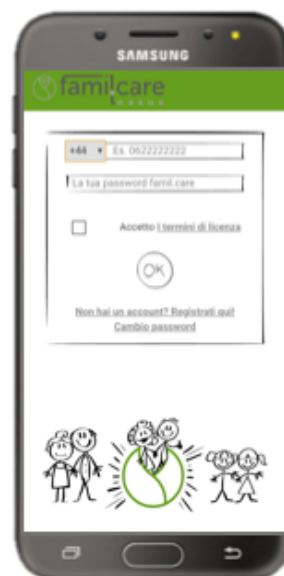 SAMSUNG
famil.care
+44 Es. 0622222222
La tua password famil.care
Accetto i termini di licenza
OK
Non hai un account? Registrati qui!
Cambio password